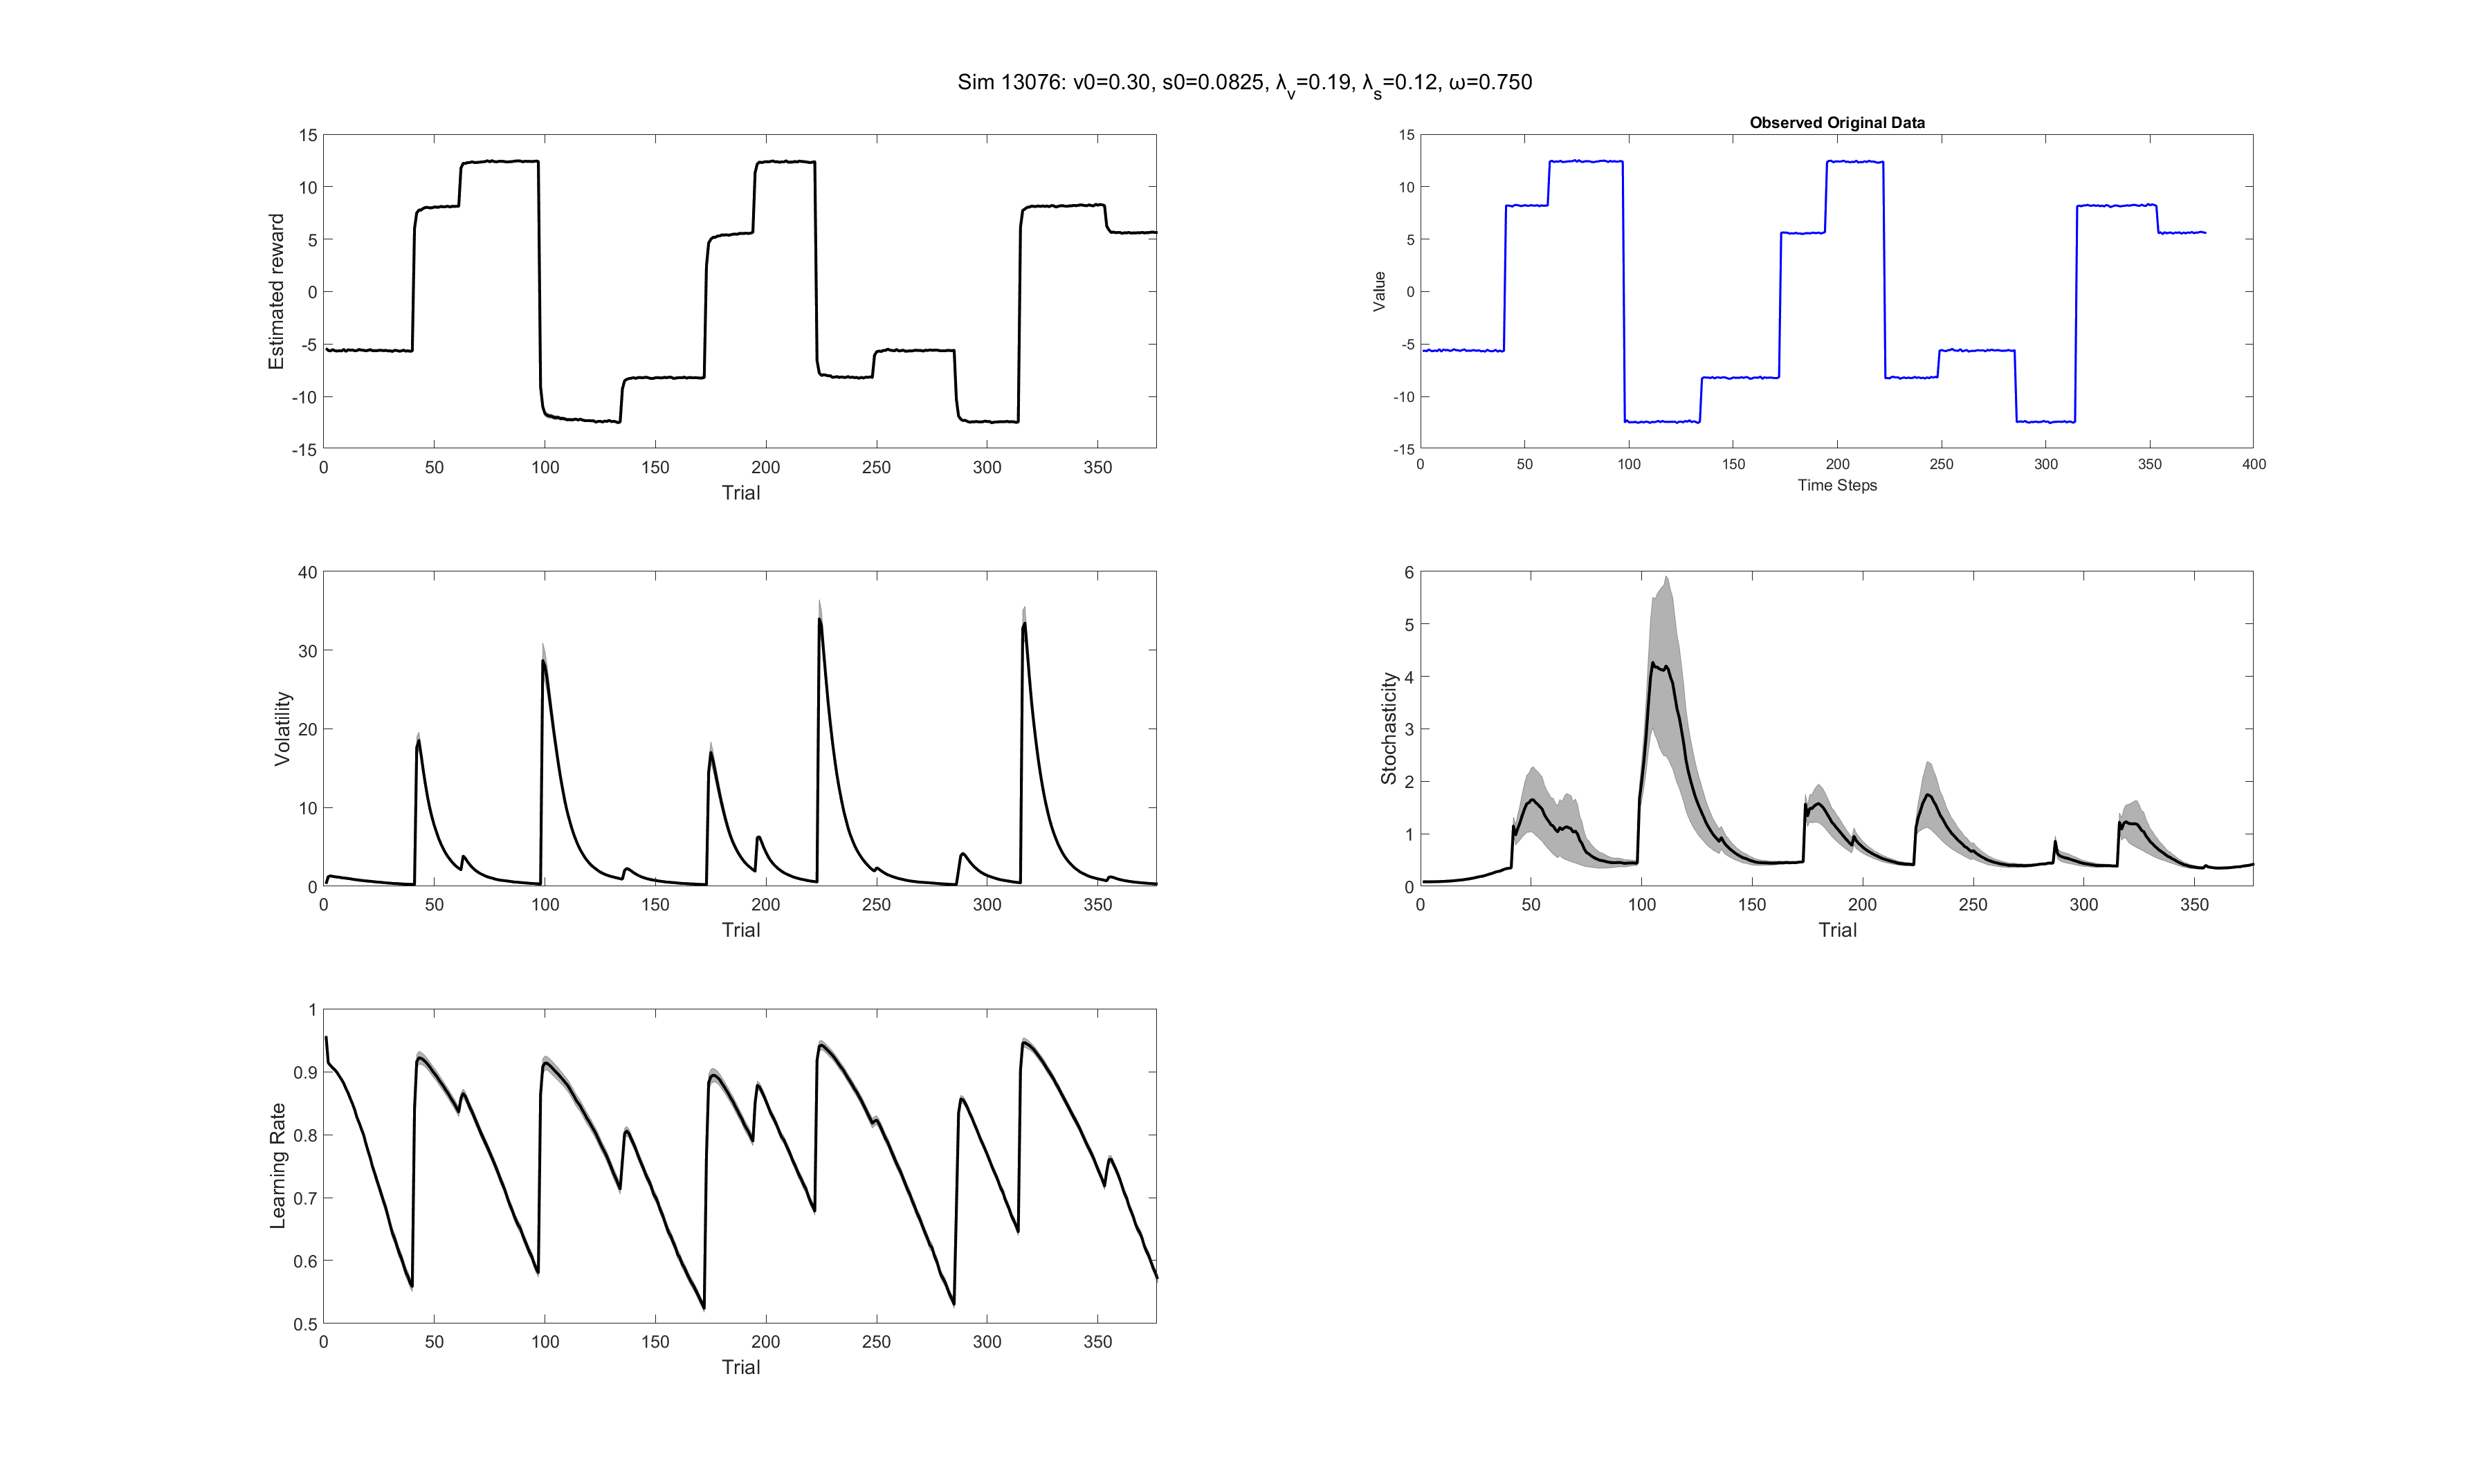 Sim 13076: v0=0.30, s0=0.0825, λv=0.19, λs=0.12, ω=0.750
Estimated reward
15
10
5
0
-5
-10
-15
0 50 100 150 200 250 300 350
Trial
Observed Original Data
Value
15
10
5
0
-5
-10
-15
0 50 100 150 200 250 300 350 400
Time Steps
Volatility
40
30
20
10
0
0 50 100 150 200 250 300 350
Trial
Stochasticity
6
5
4
3
2
1
0
0 50 100 150 200 250 300 350
Trial
Learning Rate
1
0.9
0.8
0.7
0.6
0.5
0 50 100 150 200 250 300 350
Trial